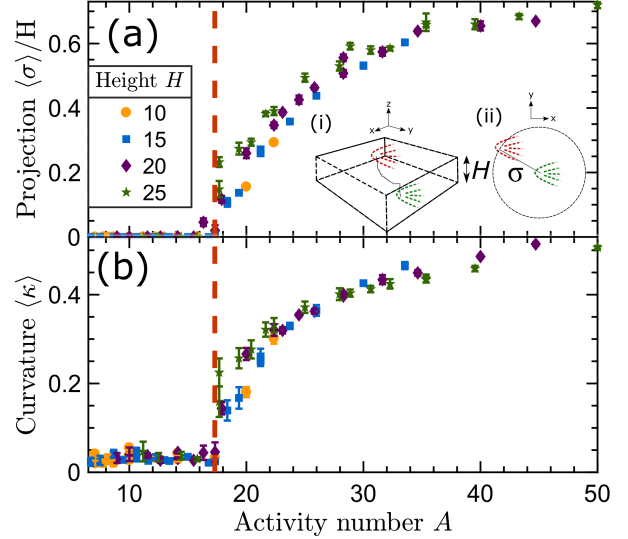 (a)
Projection ⟨σ⟩/H
0.6
0.4
0.2
0
Height H
10
15
20
25
(i)
z
x
y
H
(ii)
y
x
σ
(b)
Curvature ⟨κ⟩
0.4
0.2
0
10
20
30
40
50
Activity number A